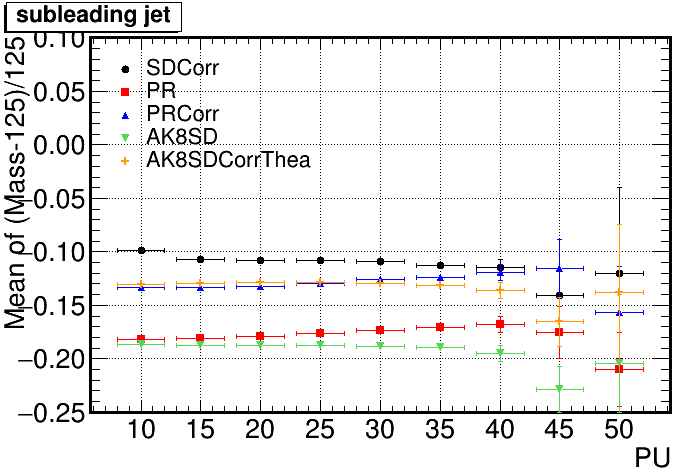 subleading jet
Mean of (Mass-125)/125
0.10
0.05
0.00
−0.05
−0.10
−0.15
−0.20
−0.25
SDCorr
PR
PRCorr
AK8SD
AK8SDCorrThea
10 15 20 25 30 35 40 45 50
PU